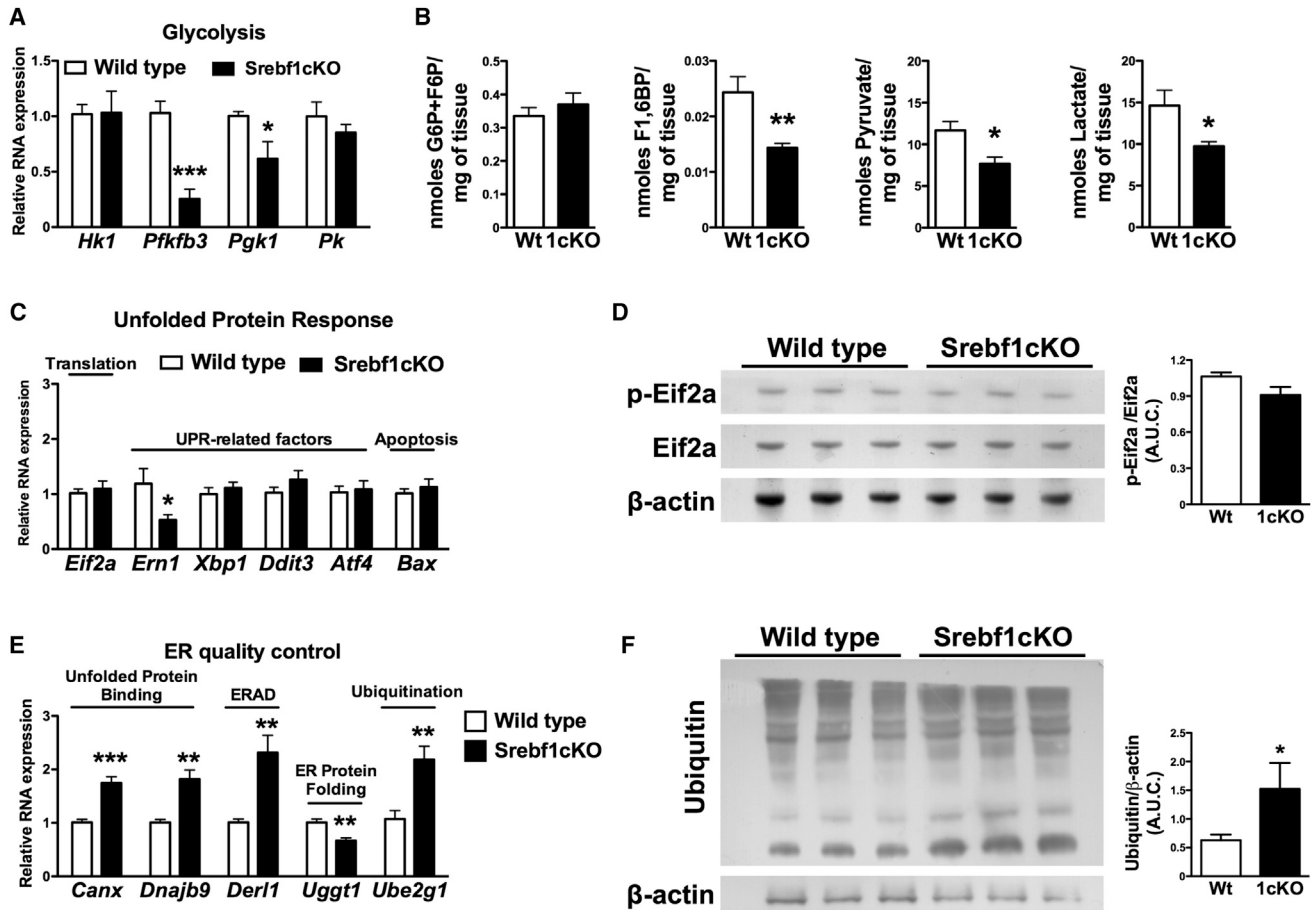 A
Glycolysis
Wild type Srebf1cKO
Relative RNA expression
1.5
1.0
0.5
0
***
*
Hk1 Pfkfb3 Pgk1 Pk
B
nmoles G6P+F6P/
mg of tissue
0.5
0.4
0.3
0.2
0.1
0
Wt 1cKO
nmoles F1,6BP/
mg of tissue
0.03
0.02
0.01
0
**
Wt 1cKO
nmoles Pyruvate/
mg of tissue
20
15
10
5
0
*
Wt 1cKO
nmoles Lactate/
mg of tissue
20
15
10
5
0
*
Wt 1cKO
C
Unfolded Protein Response
Translation Wild type Srebf1cKO
Relative RNA expression
3
2
1
0
UPR-related factors Apoptosis
*
Eif2a Ern1 Xbp1 Ddit3 Atf4 Bax
D
Wild type Srebf1cKO
p-Eif2a
Eif2a
β-actin
p-Eif2a /Eif2a
(A.U.C.)
1.2
0.9
0.6
0.3
0
Wt 1cKO
E
ER quality control
Unfolded Protein
Binding
ERAD
Ubiquitination
Wild type
Srebf1cKO
Relative RNA expression
4
3
2
1
0
*** ** ** **
ER Protein
Folding
**
Canx Dnajb9 Derl1 Uggt1 Ube2g1
F
Wild type Srebf1cKO
Ubiquitin
β-actin
Ubiquitin/β-actin
(A.U.C.)
2.5
2.0
1.5
1.0
0.5
0
*
Wt 1cKO